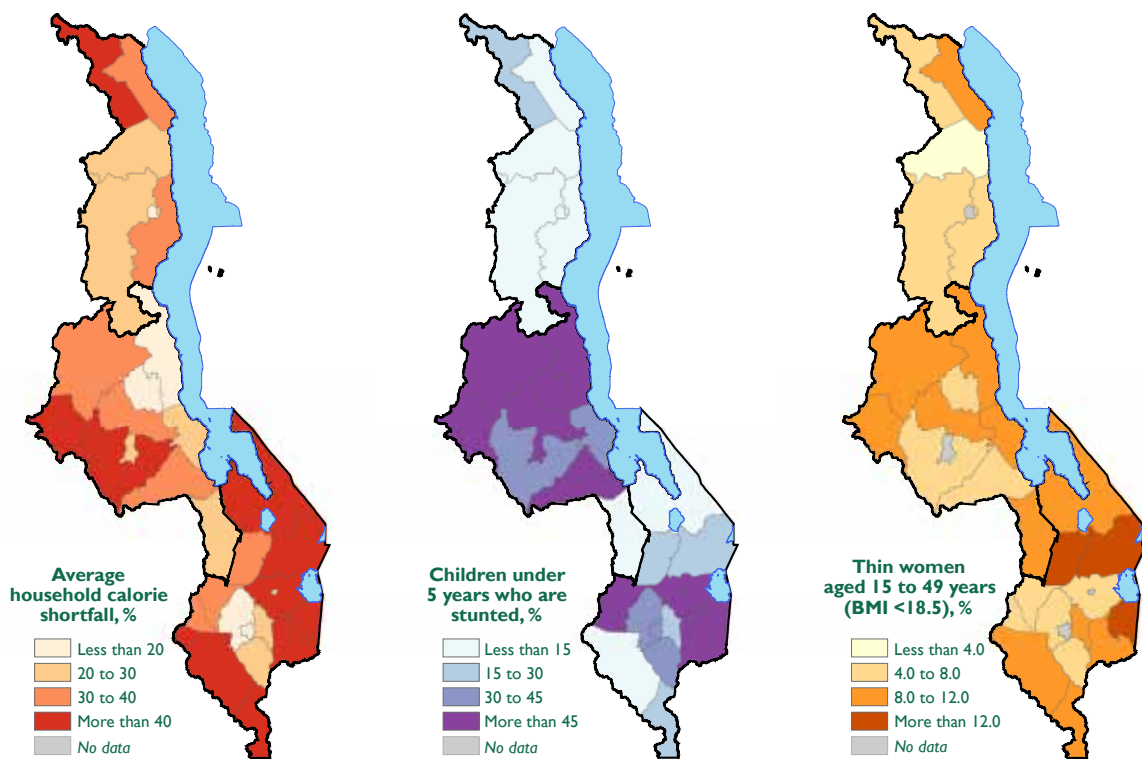 Average
household calorie
shortfall, %
Less than 20
20 to 30
30 to 40
More than 40
No data
Children under
5 years who are
stunted, %
Less than 15
15 to 30
30 to 45
More than 45
No data
Thin women
aged 15 to 49 years
(BMI <18.5), %
Less than 4.0
4.0 to 8.0
8.0 to 12.0
More than 12.0
No data